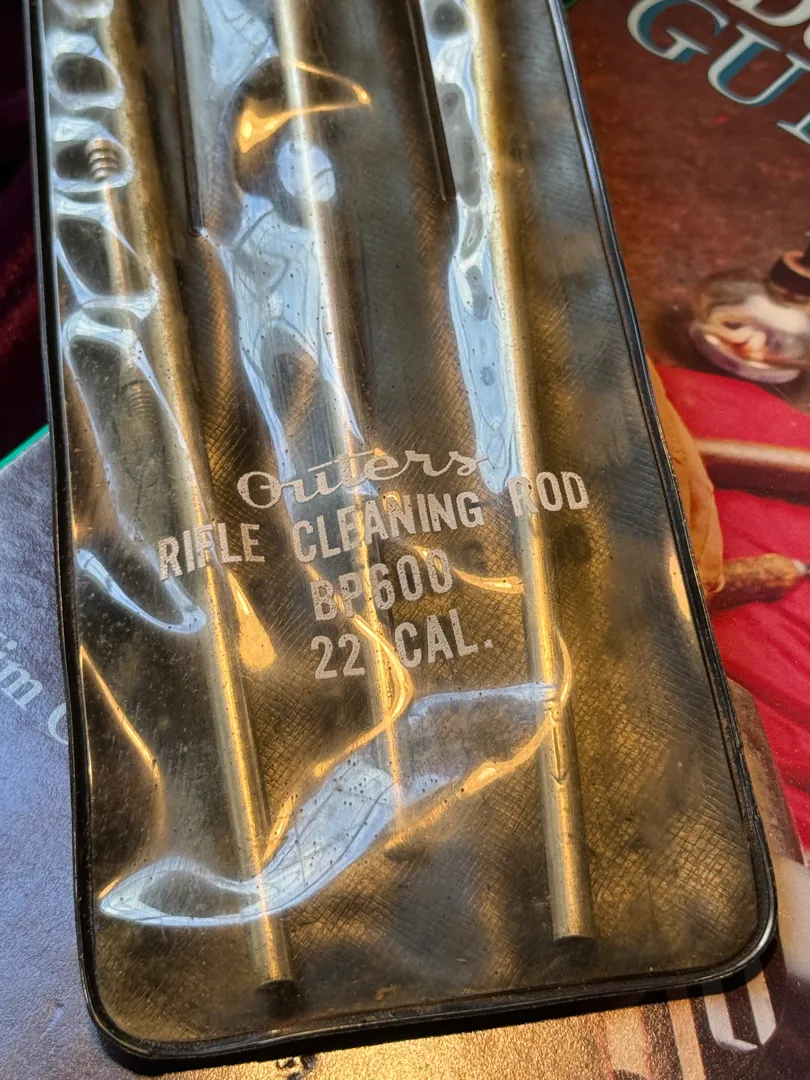 Outers
RIFLE CLEANING ROD
BP600
22 CAL.